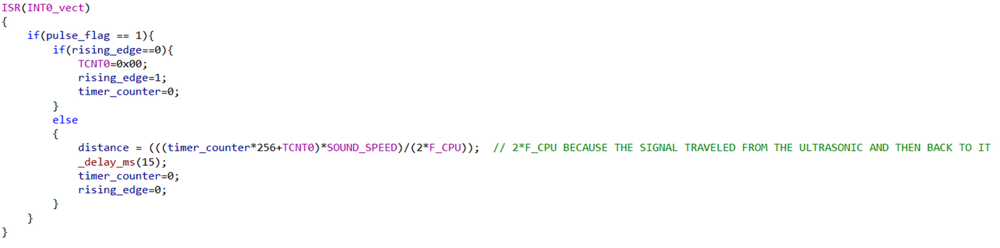 ISR(INT0_vect)
{
    if(pulse_flag == 1){
        if(rising_edge==0){
            TCNT0=0x00;
            rising_edge=1;
            timer_counter=0;
        }
        else
        {
            distance = (((timer_counter*256+TCNT0)*SOUND_SPEED)/(2*F_CPU));  // 2*F_CPU BECAUSE THE SIGNAL TRAVELED FROM THE ULTRASONIC AND THEN BACK TO IT
            _delay_ms(15);
            timer_counter=0;
            rising_edge=0;
        }
    }
}